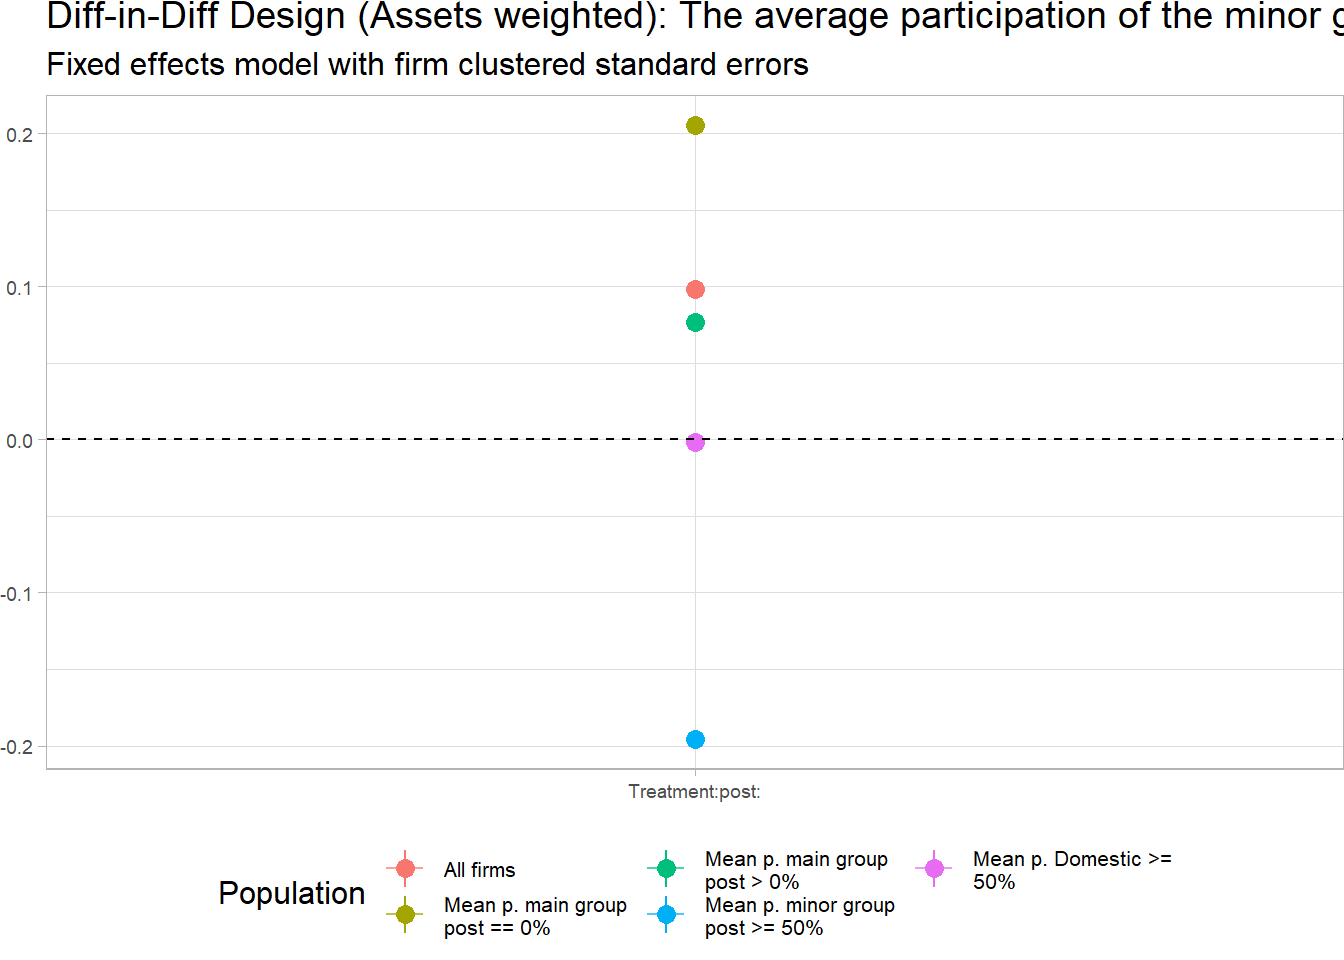 Diff-in-Diff Design (Assets weighted): The average participation of the minor
Fixed effects model with firm clustered standard errors
0.2
0.1
0.0
-0.1
-0.2
Treatment:post:
Population
All firms
Mean p. main group
post == 0%
Mean p. main group
post > 0%
Mean p. minor group
post >= 50%
Mean p. Domestic >=
50%